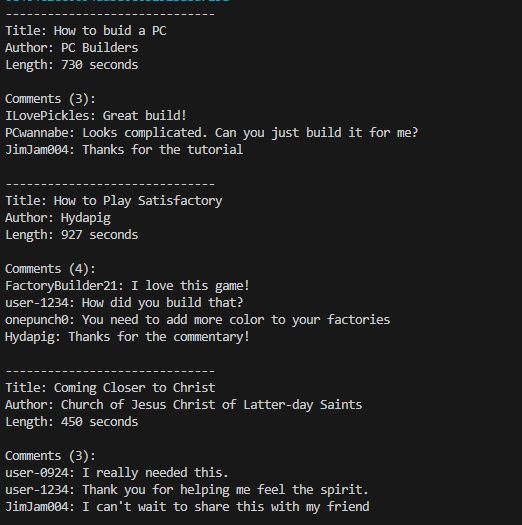 ------------------------------
Title: How to buid a PC
Author: PC Builders
Length: 730 seconds

Comments (3):
ILovePickles: Great build!
PCwannabe: Looks complicated. Can you just build it for me?
JimJam004: Thanks for the tutorial

------------------------------
Title: How to Play Satisfactory
Author: Hydapig
Length: 927 seconds

Comments (4):
FactoryBuilder21: I love this game!
user-1234: How did you build that?
onepunch0: You need to add more color to your factories
Hydapig: Thanks for the commentary!

------------------------------
Title: Coming Closer to Christ
Author: Church of Jesus Christ of Latter-day Saints
Length: 450 seconds

Comments (3):
user-0924: I really needed this.
user-1234: Thank you for helping me feel the spirit.
JimJam004: I can't wait to share this with my friend